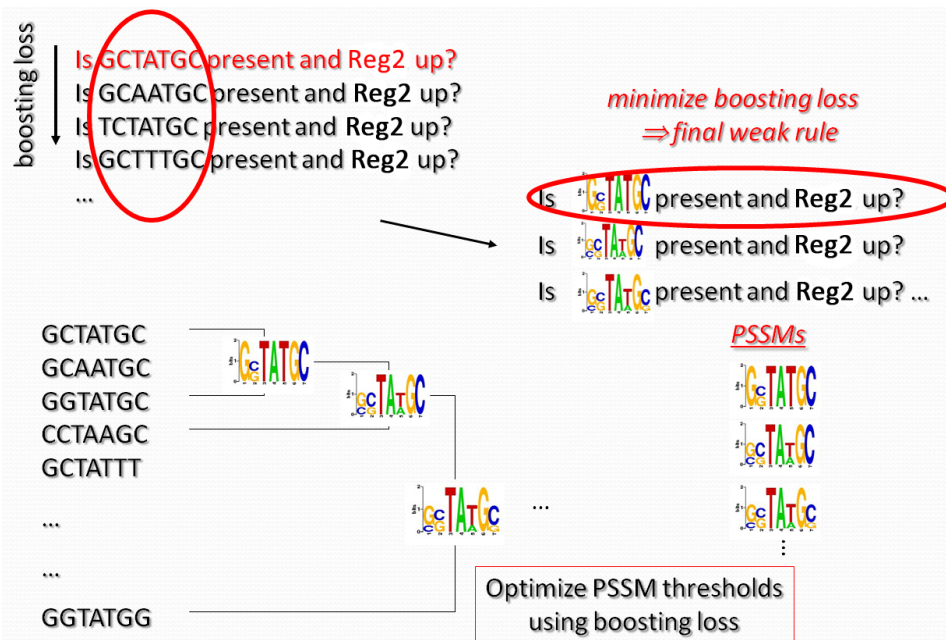 boosting loss
Is GCTATGC present and Reg2 up?
Is GCAATGC present and Reg2 up?
Is TCTATGC present and Reg2 up?
Is GCTTTGC present and Reg2 up?
...
minimize boosting loss
⇒ final weak rule
Is present and Reg2 up?
Is present and Reg2 up?
Is present and Reg2 up? ...
PSSMs
GCTATGC
GCAATGC
GGTATGC
CCTAAGC
GCTATTT
...
...
GGTATGG
...
...
Optimize PSSM thresholds
using boosting loss